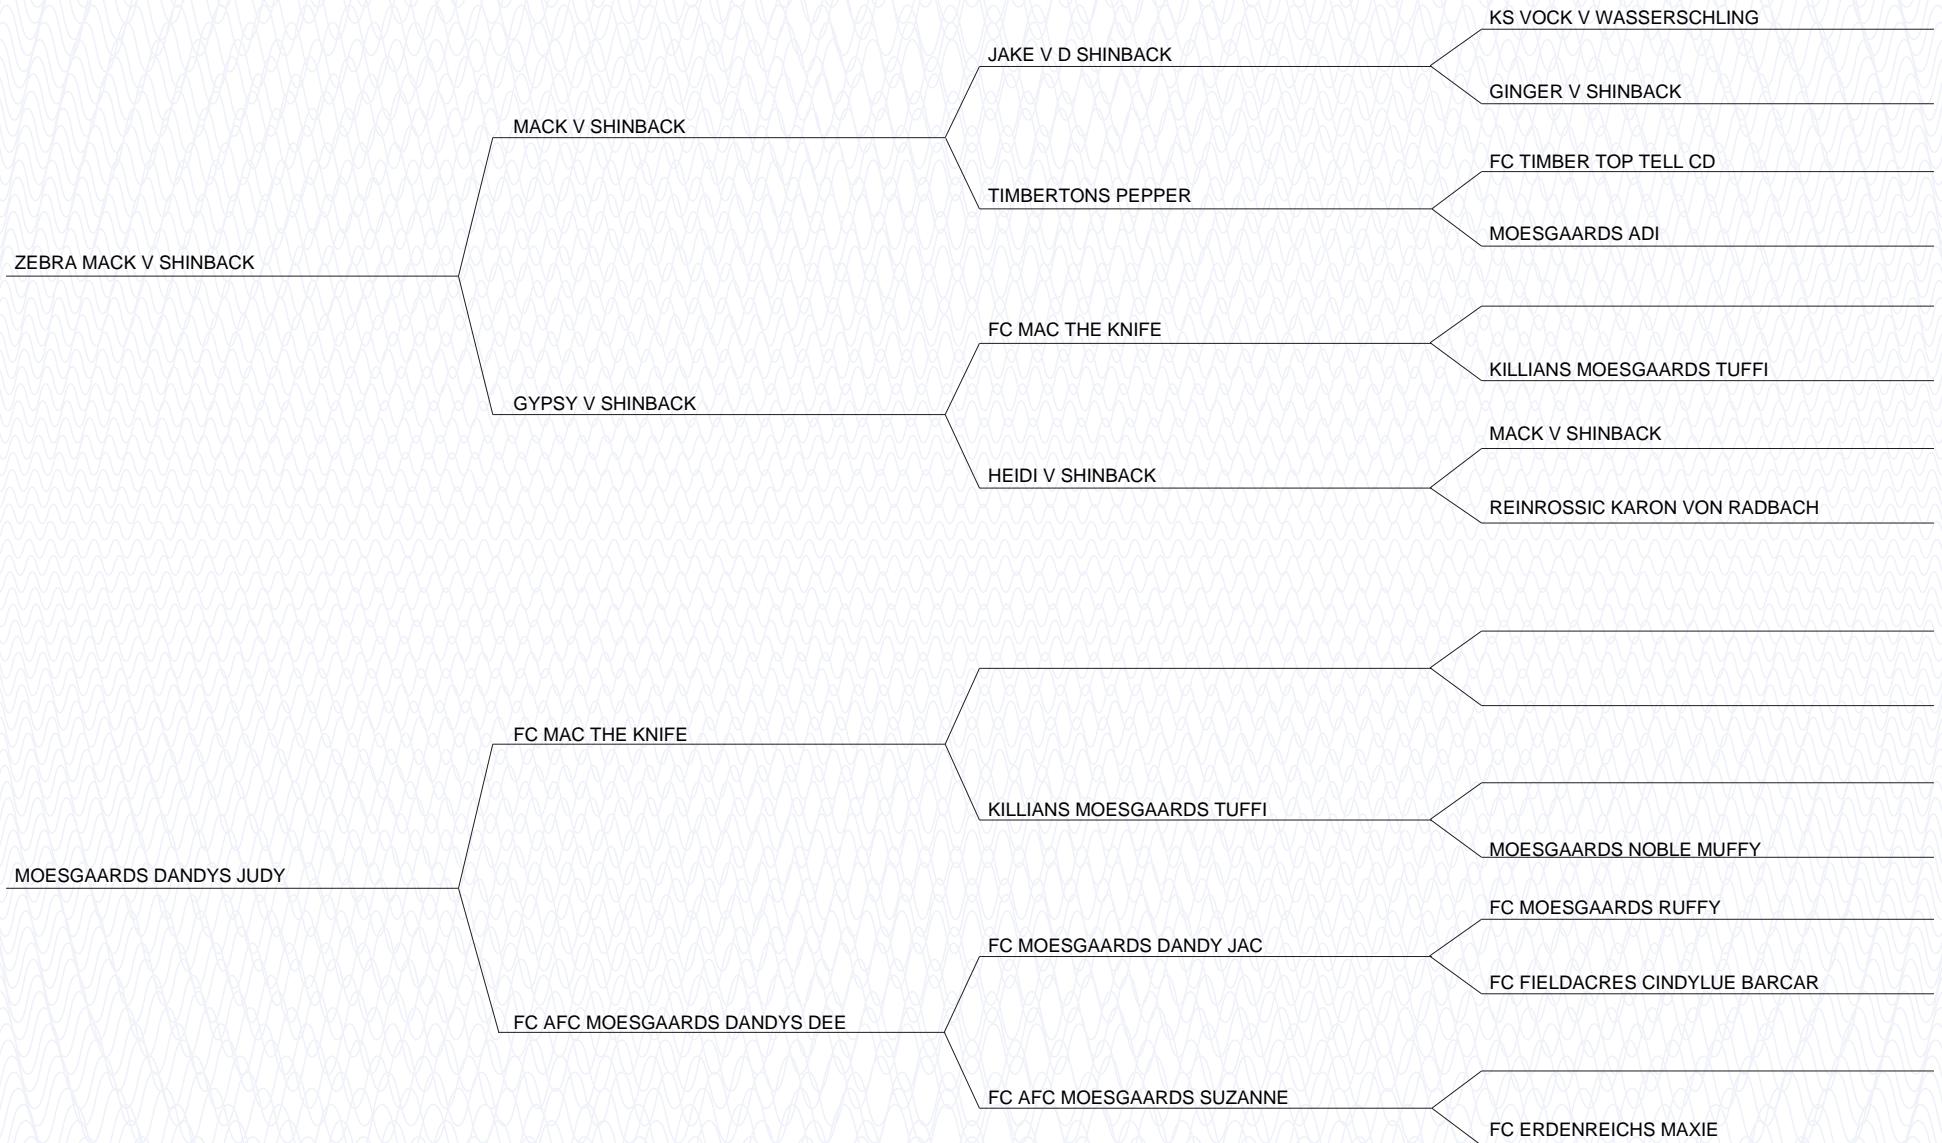 KS VOCK V WASSERSCHLING
JAKE V D SHINBACK
GINGER V SHINBACK
MACK V SHINBACK
FC TIMBER TOP TELL CD
TIMBERTONS PEPPER
MOESGAARDS ADI
ZEBRA MACK V SHINBACK
FC MAC THE KNIFE
KILLIANS MOESGAARDS TUFFI
GYPSY V SHINBACK
MACK V SHINBACK
HEIDI V SHINBACK
REINROSSIC KARON VON RADBACH
FC MAC THE KNIFE
KILLIANS MOESGAARDS TUFFI
MOESGAARDS NOBLE MUFFY
MOESGAARDS DANDYS JUDY
FC MOESGAARDS RUFFY
FC MOESGAARDS DANDY JAC
FC FIELDACRES CINDYLUE BARCAR
FC AFC MOESGAARDS DANDYS DEE
FC AFC MOESGAARDS SUZANNE
FC ERDENREICHS MAXIE